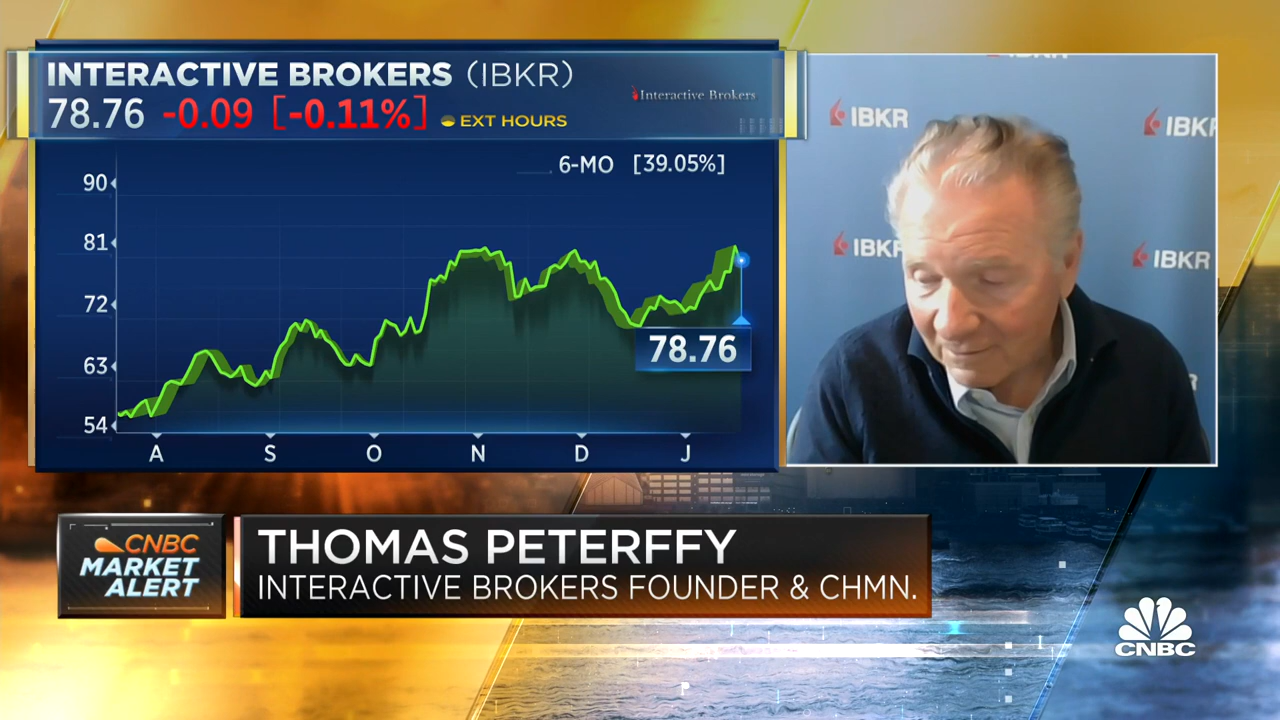 INTERACTIVE BROKERS (IBKR)
78.76 -0.09 [-0.11%] EXT HOURS
Interactive Brokers
6-MO [39.05%]
90
81
72
63
54
78.76
A S O N D J
IBKR
IBKR
IBKR
IBKR
IBKR
CNBC
MARKET
ALERT
THOMAS PETERFFY
INTERACTIVE BROKERS FOUNDER & CHMN.
CNBC